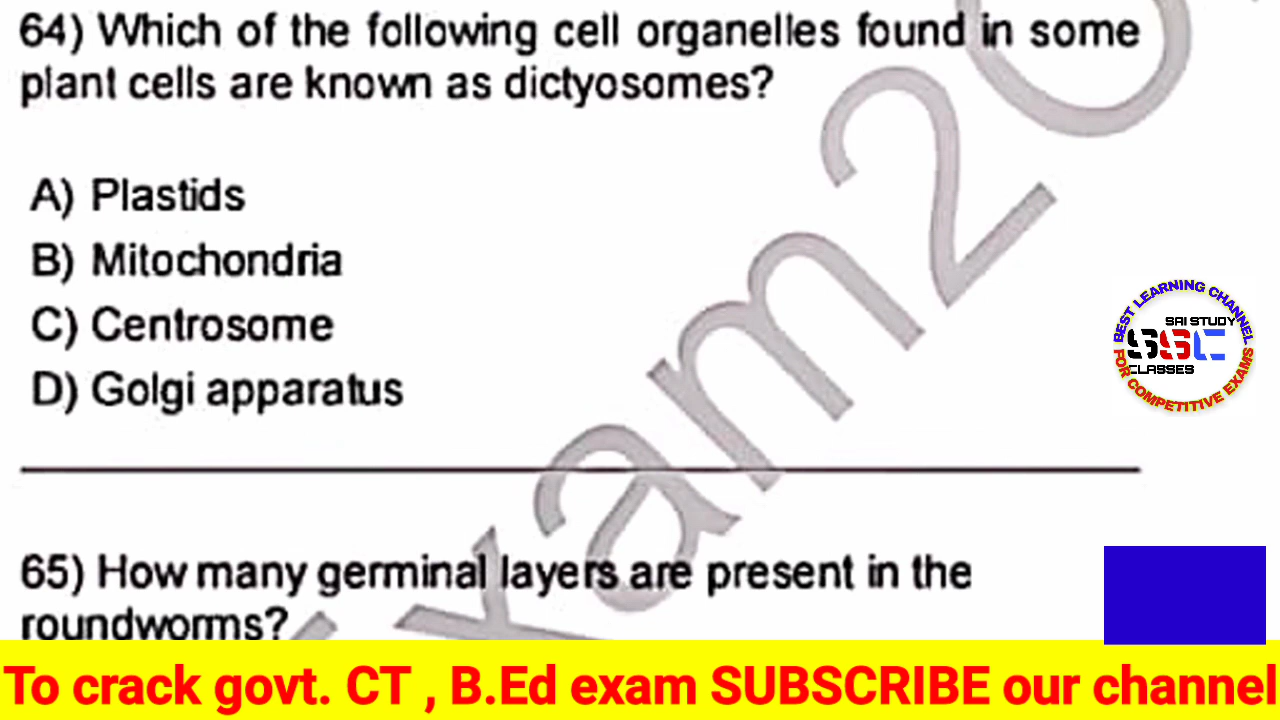 64) Which of the following cell organelles found in some
plant cells are known as dictyosomes?
A) Plastids
B) Mitochondria
C) Centrosome
D) Golgi apparatus
BEST LEARNING CHANNEL
SAI STUDY
SSC
CLASSES
FOR COMPETITIVE EXAMS
65) How many germinal layers are present in the
roundworms?
To crack govt. CT , B.Ed exam SUBSCRIBE our channel